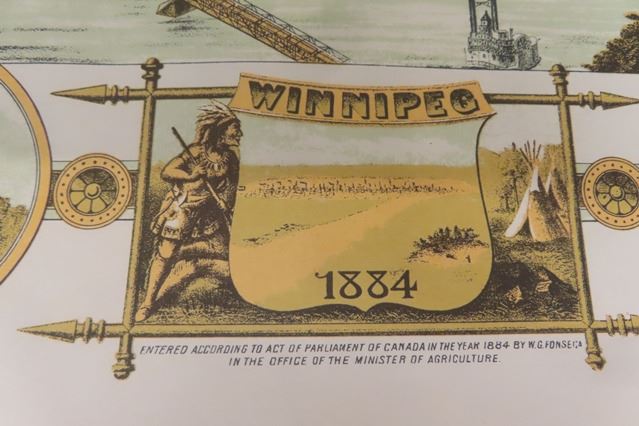 WINNIPEG
1884
ENTERED ACCORDING TO ACT OF PARLIAMENT OF CANADA IN THE YEAR 1884 BY W.G. FONSECA
IN THE OFFICE OF THE MINISTER OF AGRICULTURE.